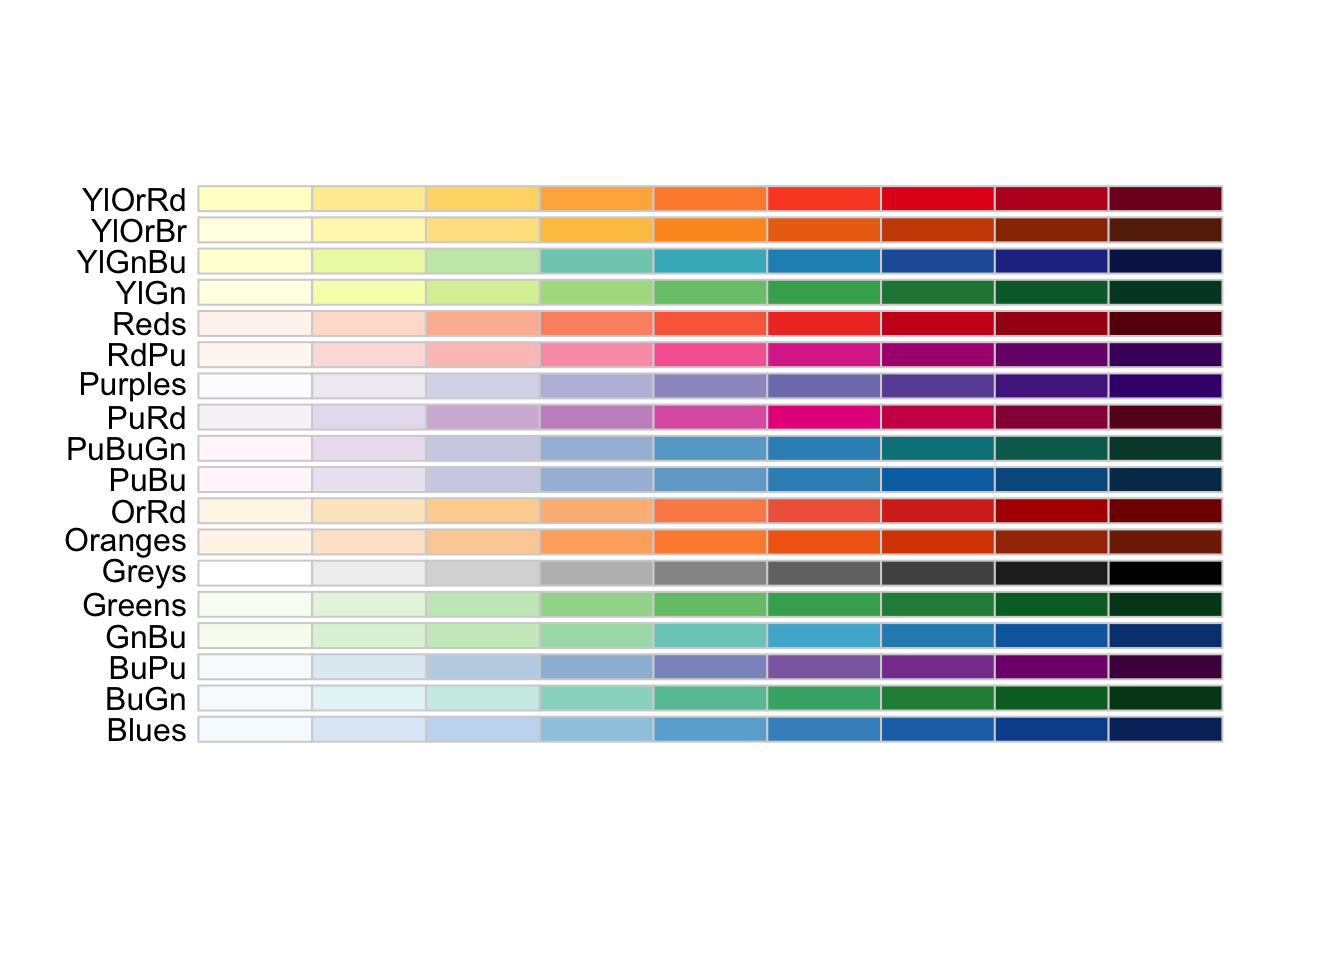 YlOrRd
YlOrBr
YlGnBu
YlGn
Reds
RdPu
Purples
PuRd
PuBuGn
PuBu
OrRd
Oranges
Greys
Greens
GnBu
BuPu
BuGn
Blues